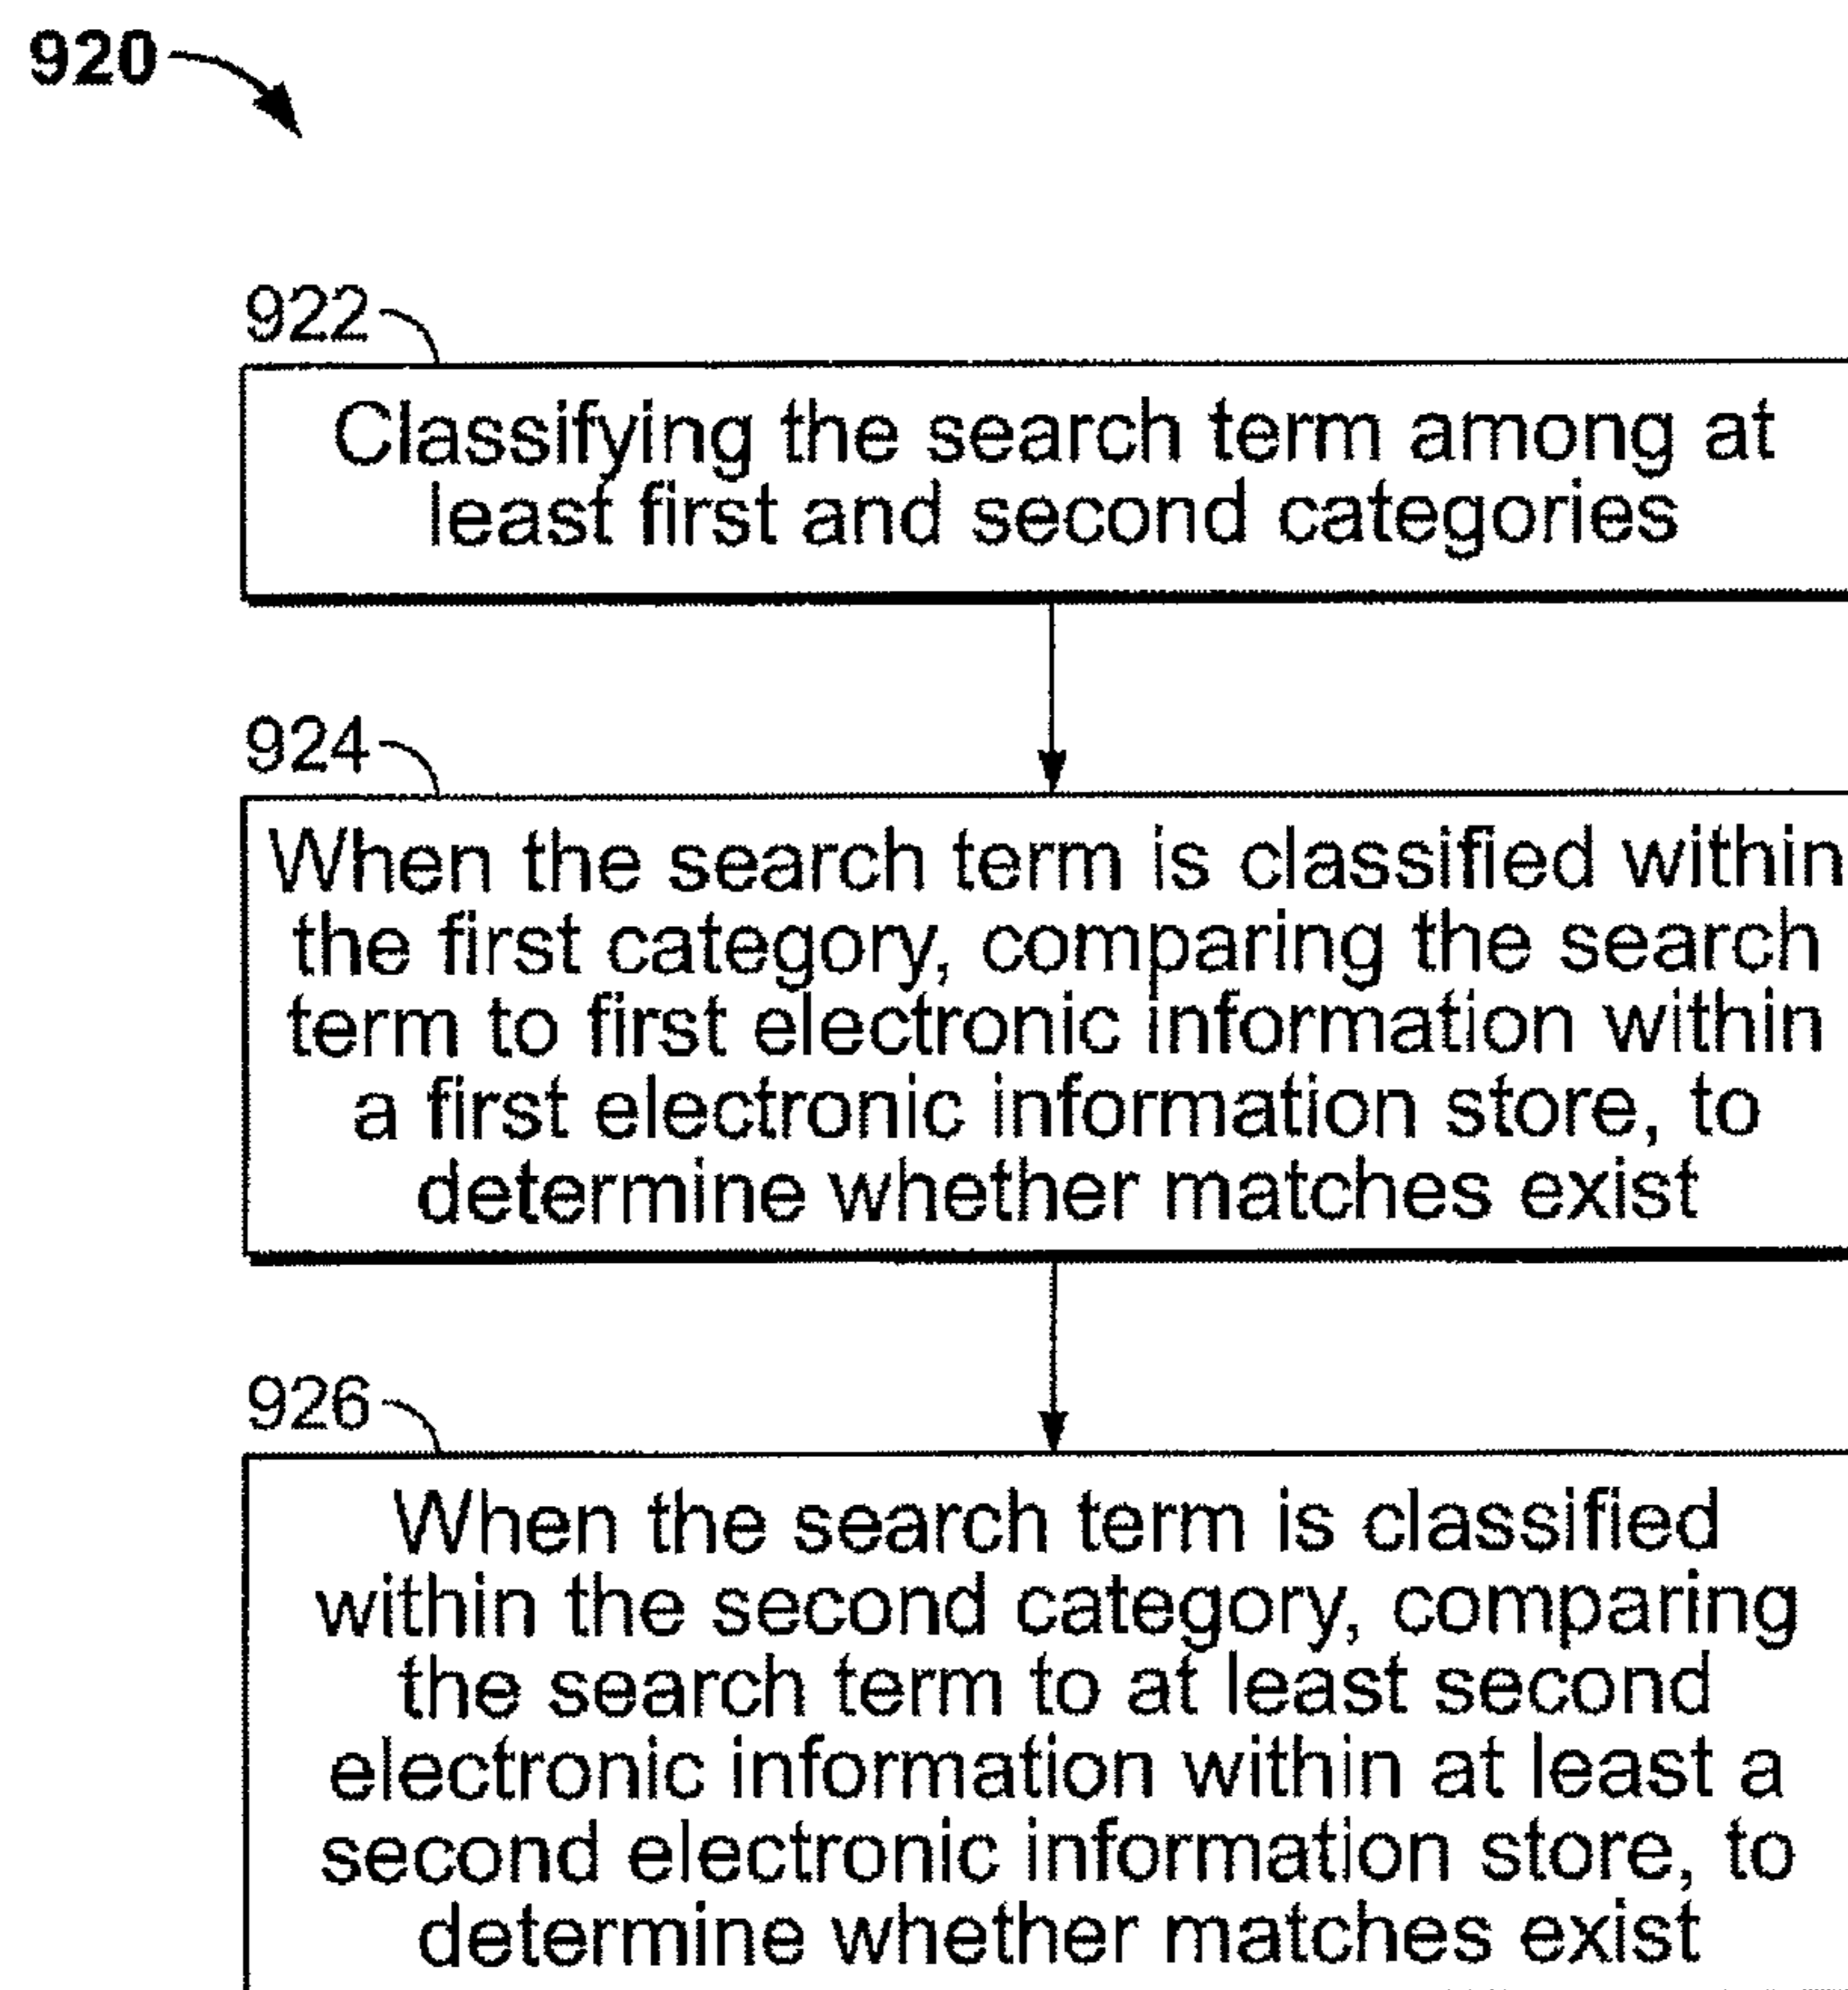 920
922
Classifying the search term among at
least first and second categories
924
When the search term is classified within
the first category, comparing the search
term to first electronic information within
a first electronic information store, to
determine whether matches exist
926
When the search term is classified
within the second category, comparing
the search term to at least second
electronic information within at least a
second electronic information store, to
determine whether matches exist